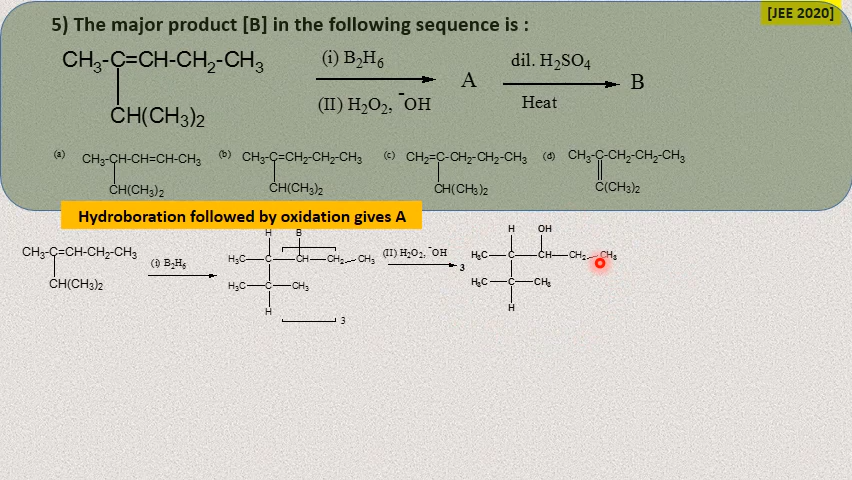 [JEE 2020]
5) The major product [B] in the following sequence is :
CH₃-C=CH-CH₂-CH₃
CH(CH₃)₂
(i) B₂H₆
(II) H₂O₂, ⁻OH
A
dil. H₂SO₄
Heat
B
(a) CH₃-CH-CH=CH-CH₃
CH(CH₃)₂
(b) CH₃-C=CH₂-CH₂-CH₃
CH(CH₃)₂
(c) CH₂=C-CH₂-CH₂-CH₃
CH(CH₃)₂
(d) CH₃-C-CH₂-CH₂-CH₃
C(CH₃)₂
Hydroboration followed by oxidation gives A
CH₃-C=CH-CH₂-CH₃
CH(CH₃)₂
(i) B₂H₆
H B
H₃C C CH CH₂ CH₃
H₃C C CH₃
H
3
(II) H₂O₂, ⁻OH
3
H OH
H₃C C CH CH₂ CH₃
H₃C C CH₃
H